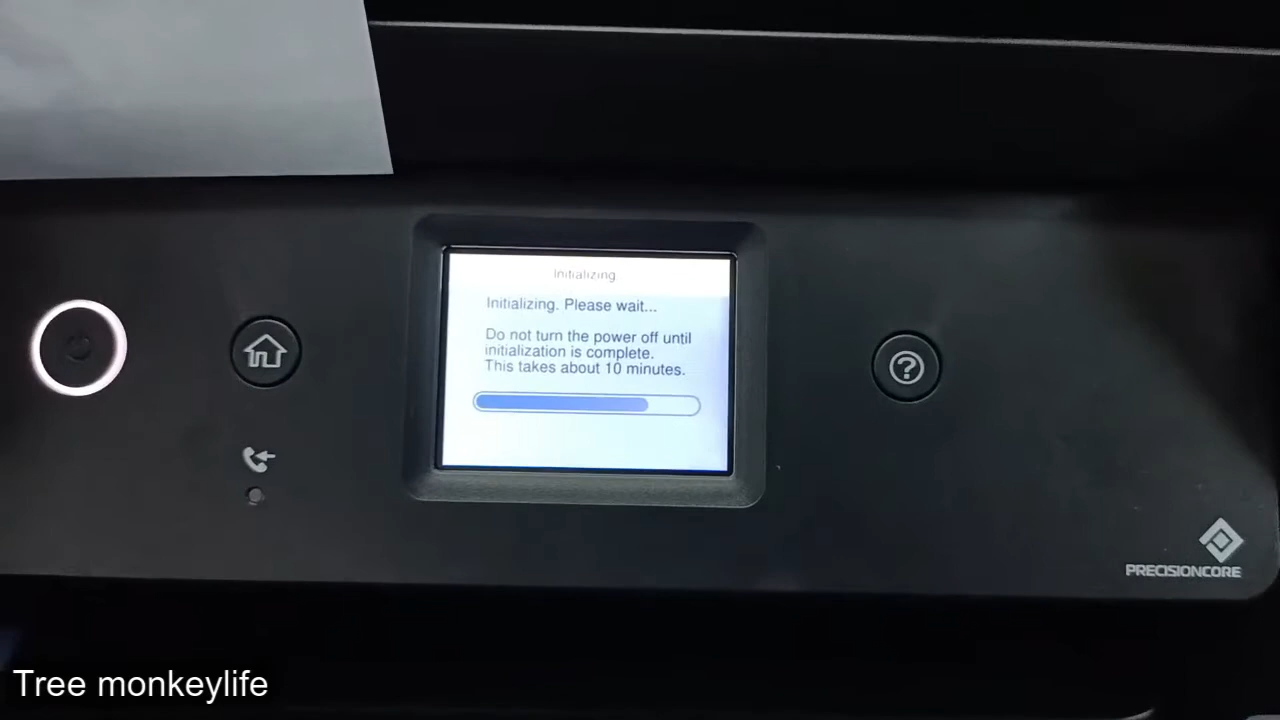 Initializing
Initializing. Please wait...
Do not turn the power off until
initialization is complete.
This takes about 10 minutes.
PRECISIONCORE
Tree monkeylife